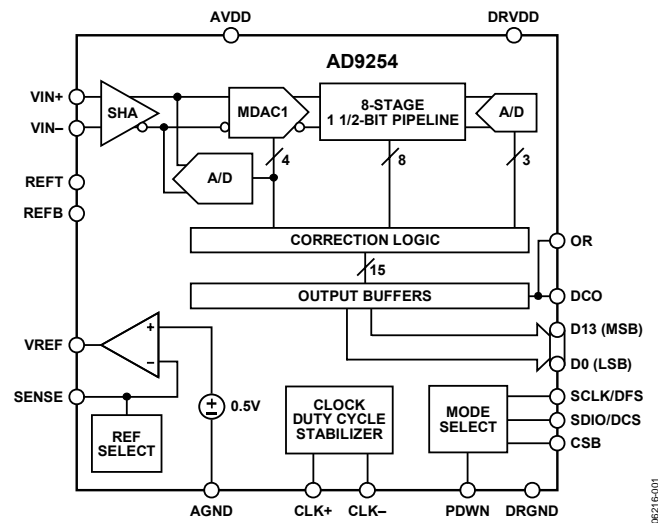 AVDD
DRVDD
AD9254
VIN+
VIN–
SHA
MDAC1
8-STAGE
1 1/2-BIT PIPELINE
A/D
4
8
3
A/D
REFT
REFB
CORRECTION LOGIC
OR
15
OUTPUT BUFFERS
DCO
D13 (MSB)
D0 (LSB)
VREF
+
–
SENSE
REF
SELECT
0.5V
CLOCK
DUTY CYCLE
STABILIZER
MODE
SELECT
SCLK/DFS
SDIO/DCS
CSB
AGND
CLK+
CLK–
PDWN
DRGND
06216-001